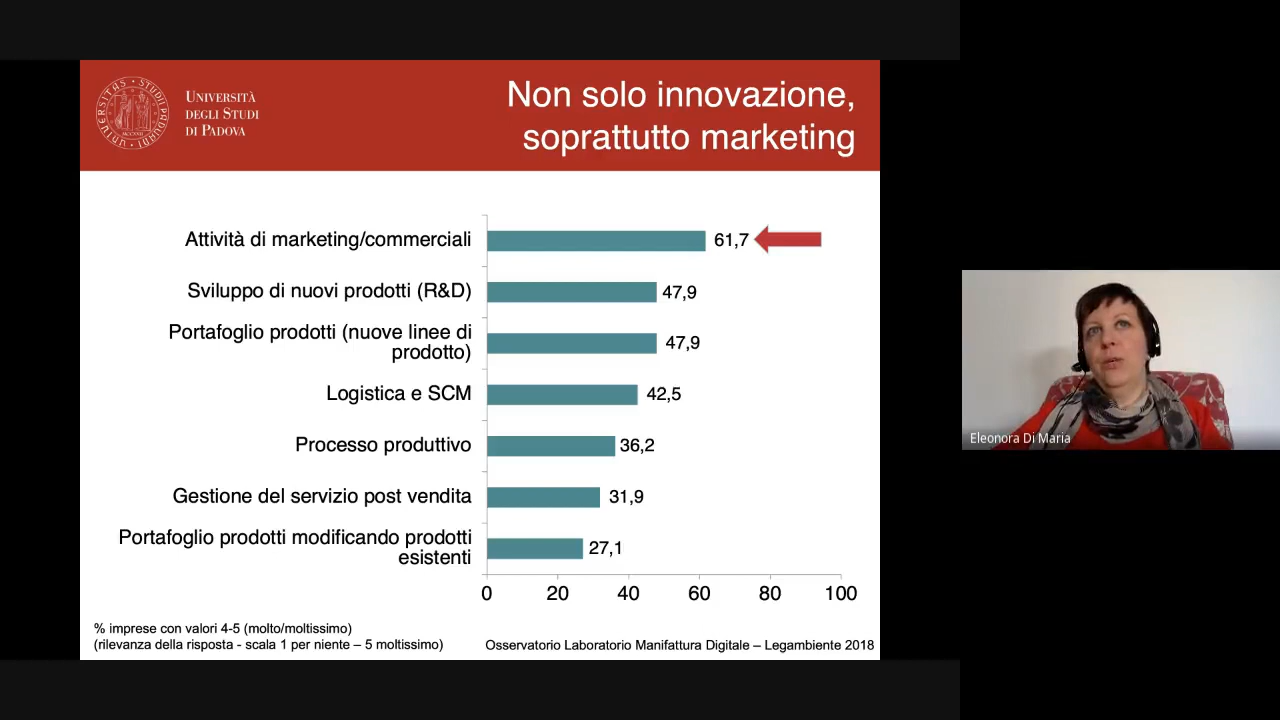 UNIVERSITÀ
DEGLI STUDI
DI PADOVA
Non solo innovazione,
soprattutto marketing
Attività di marketing/commerciali 61,7
Sviluppo di nuovi prodotti (R&D) 47,9
Portafoglio prodotti (nuove linee di
prodotto) 47,9
Logistica e SCM 42,5
Processo produttivo 36,2
Gestione del servizio post vendita 31,9
Portafoglio prodotti modificando prodotti
esistenti 27,1
0 20 40 60 80 100
% imprese con valori 4-5 (molto/moltissimo)
(rilevanza della risposta - scala 1 per niente – 5 moltissimo)
Osservatorio Laboratorio Manifattura Digitale – Legambiente 2018
Eleonora Di Maria